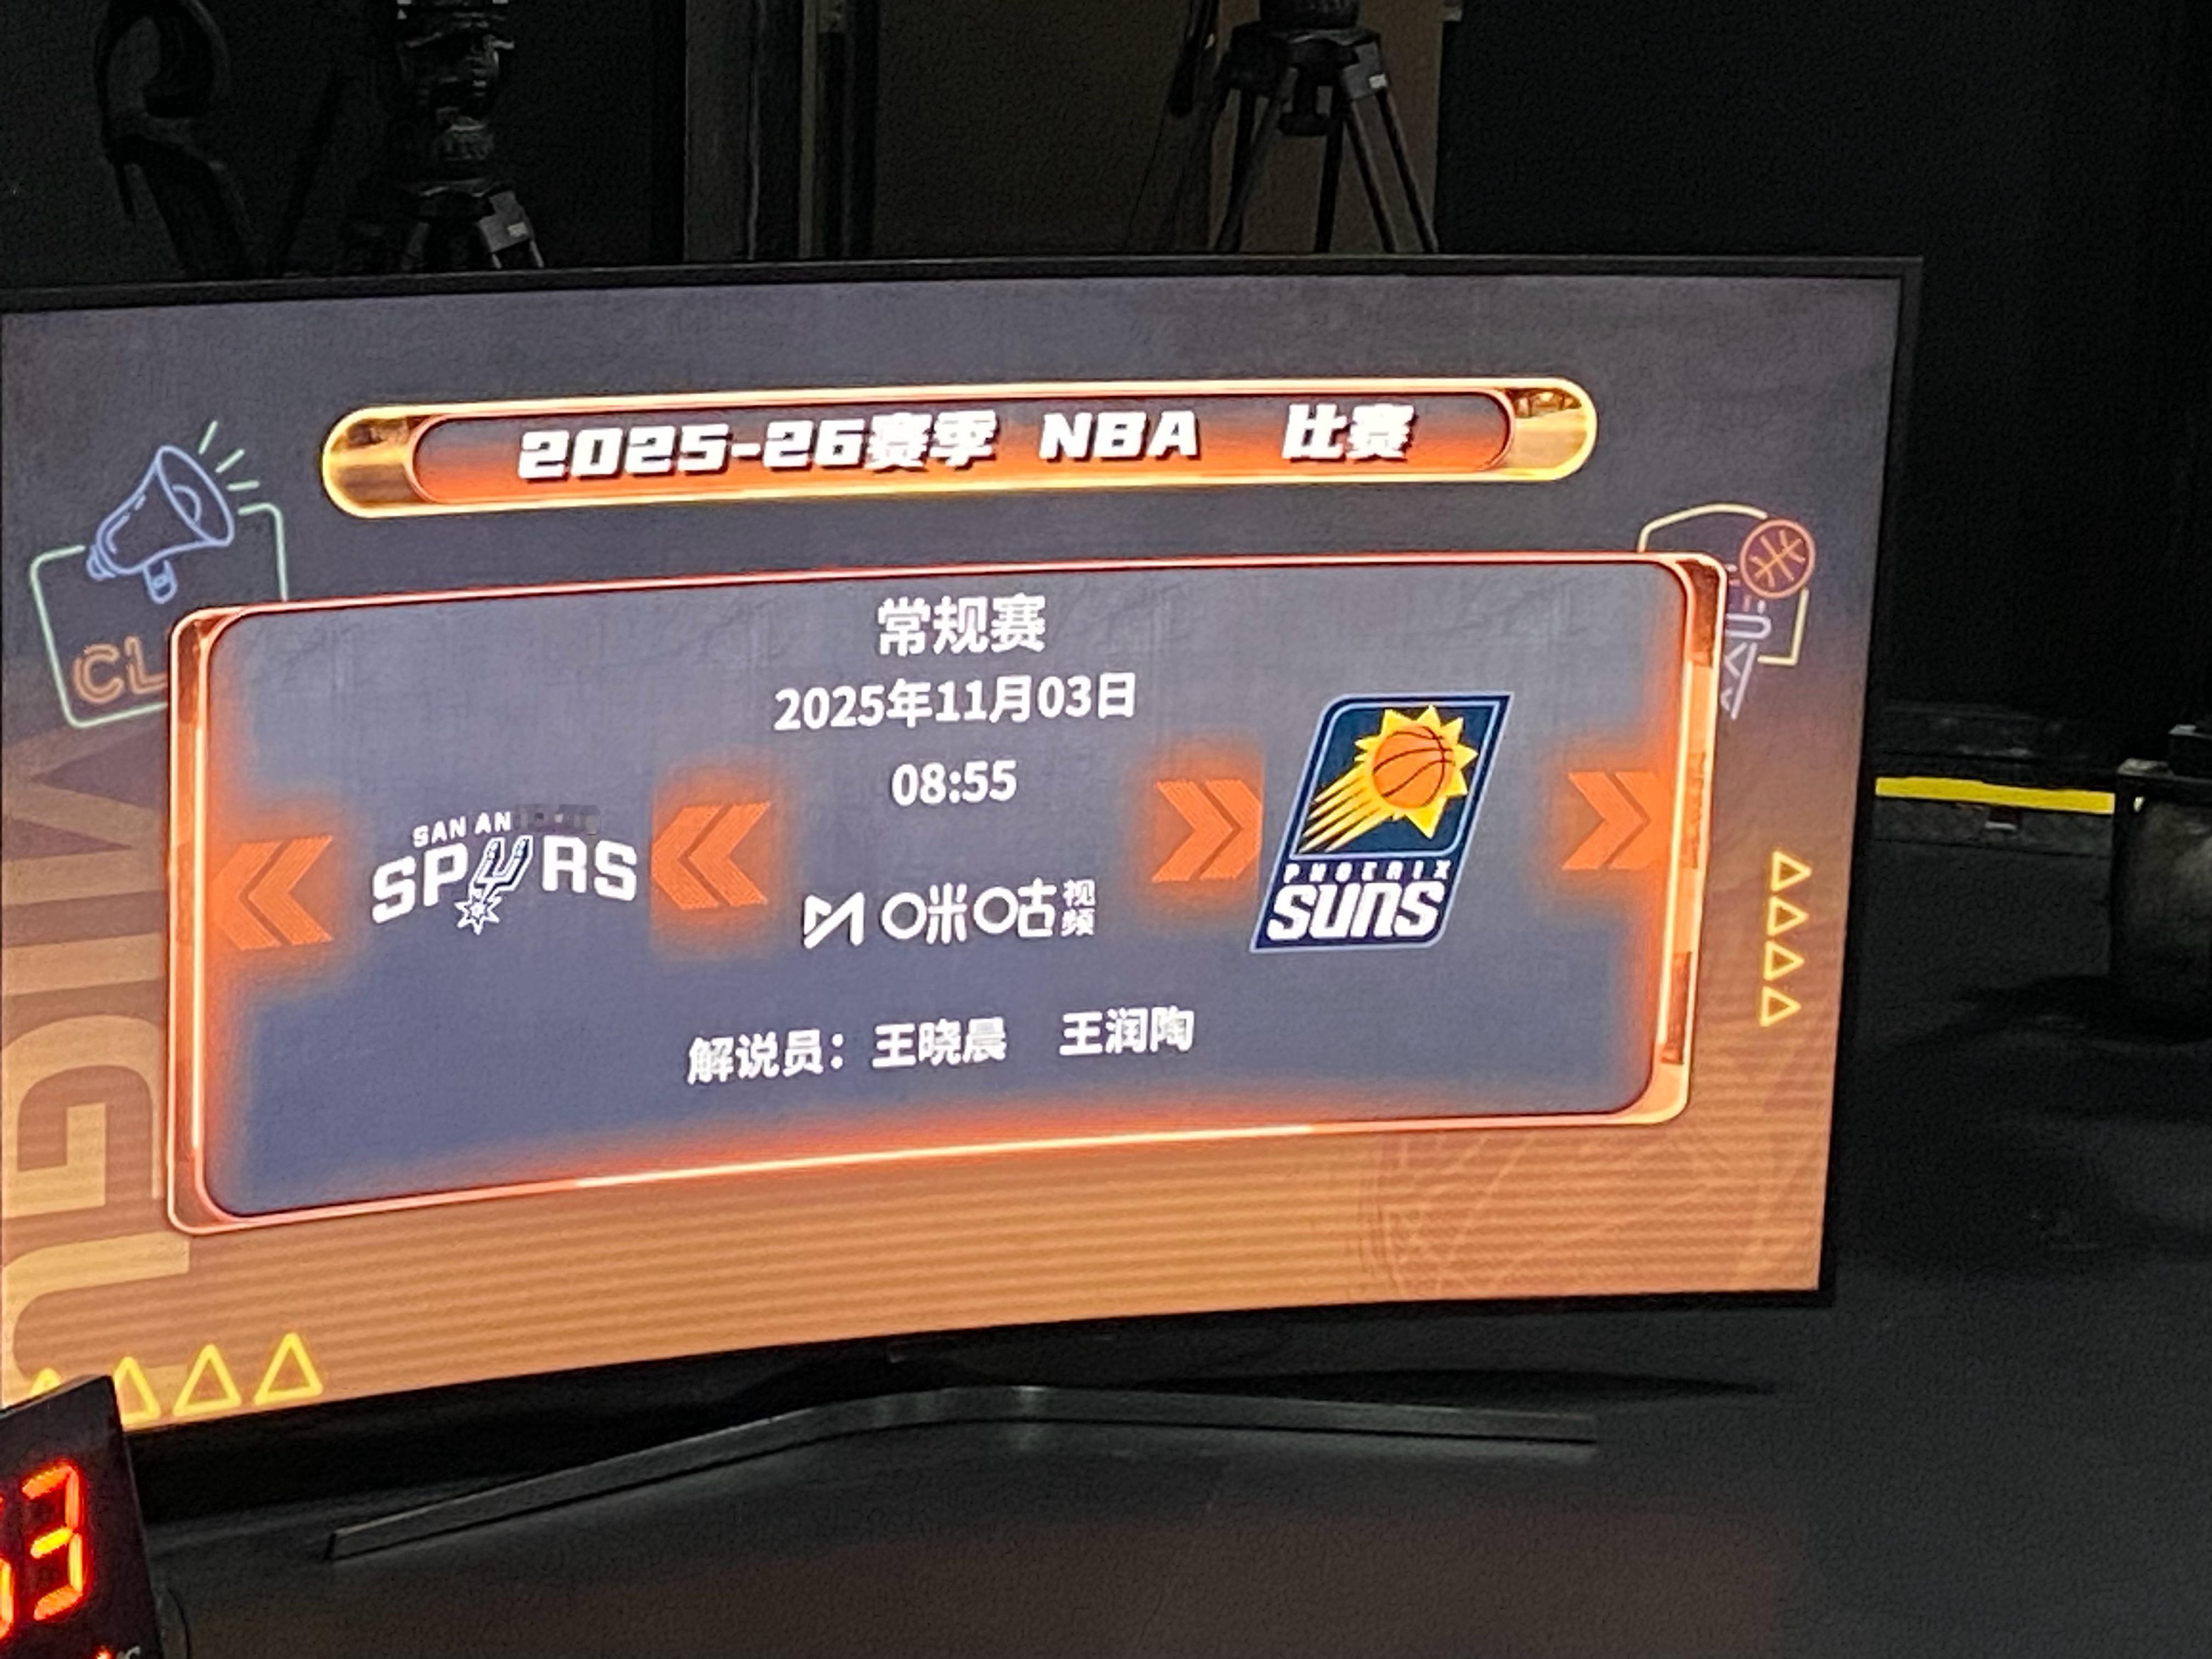 2025-26赛季 NBA 比赛
CL
常规赛
2025年11月03日
08:55
SAN AN
SPURS
PHOENIX
SUNS
咪咕视频
解说员：王晓晨 王润陶
3